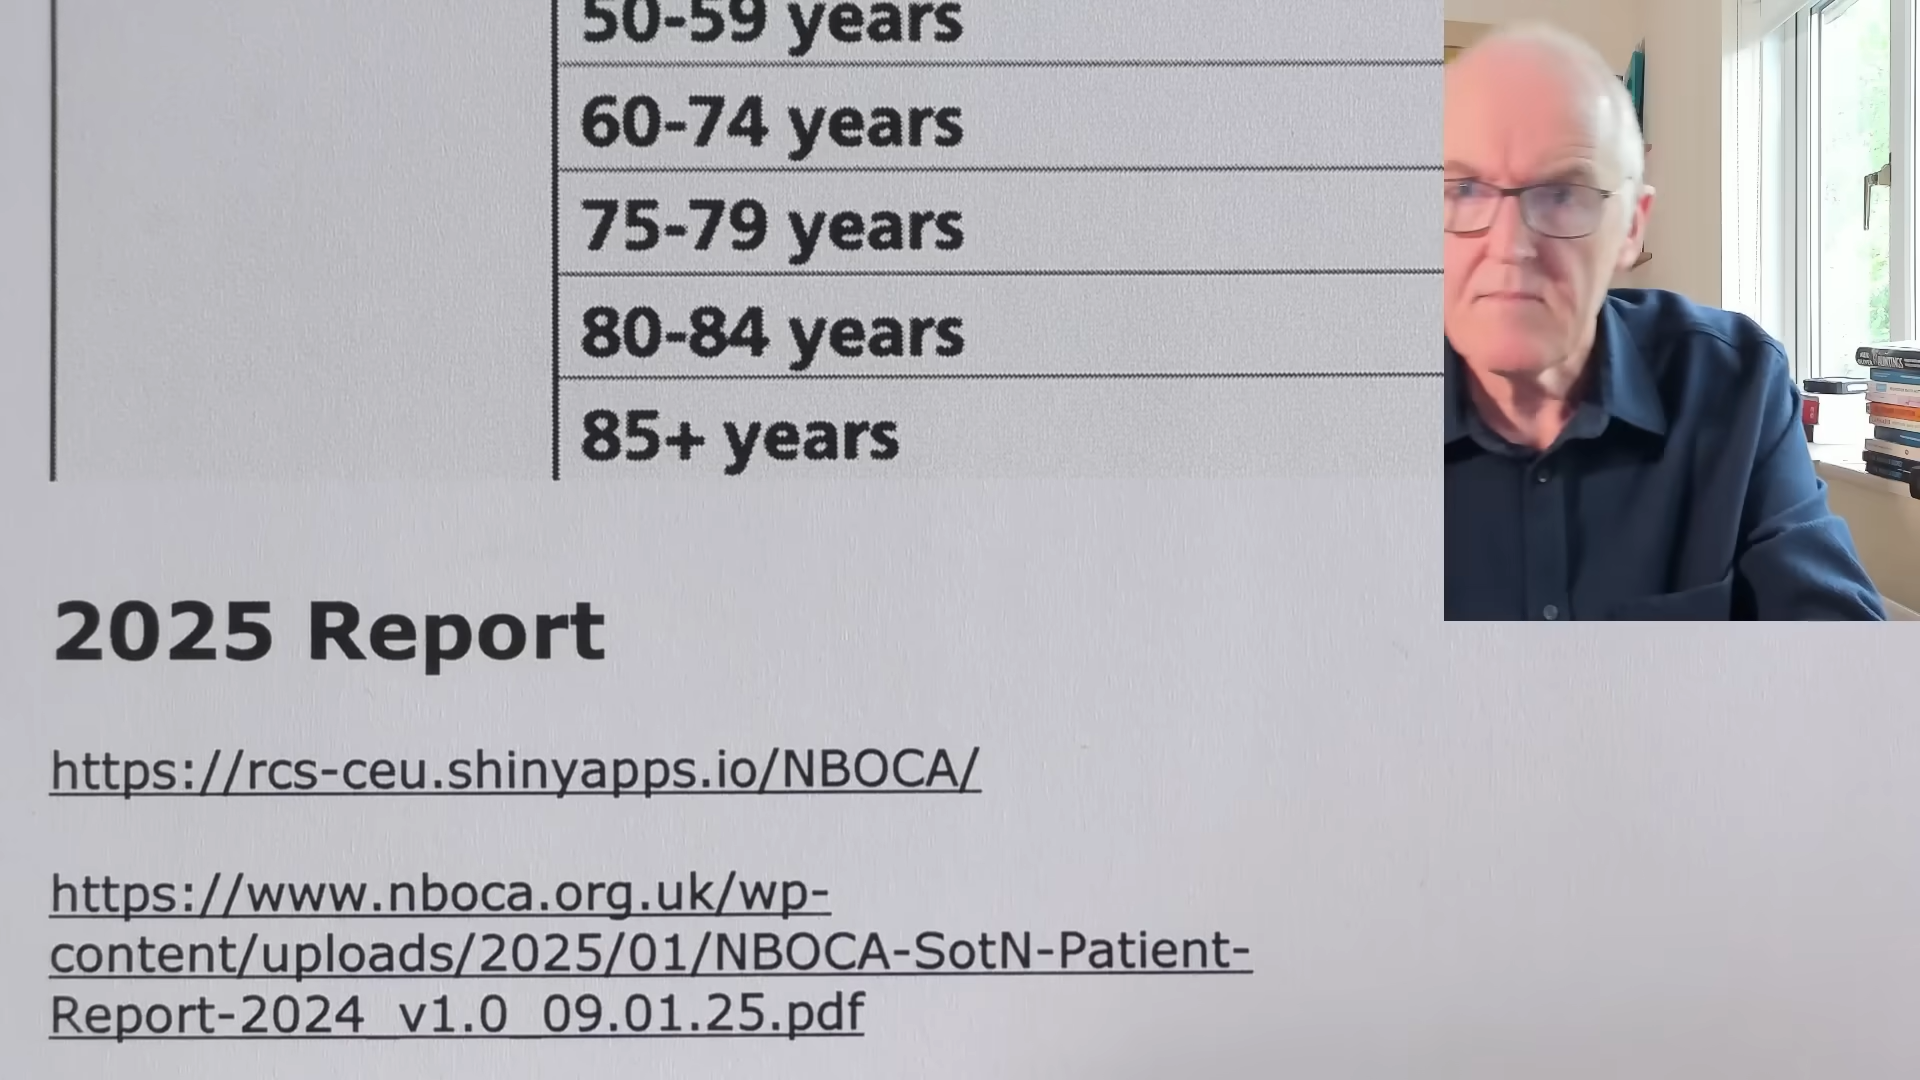 50-59 years
60-74 years
75-79 years
80-84 years
85+ years
2025 Report
https://rcs-ceu.shinyapps.io/NBOCA/
https://www.nboca.org.uk/wp-
content/uploads/2025/01/NBOCA-SotN-Patient-
Report-2024_v1.0_09.01.25.pdf